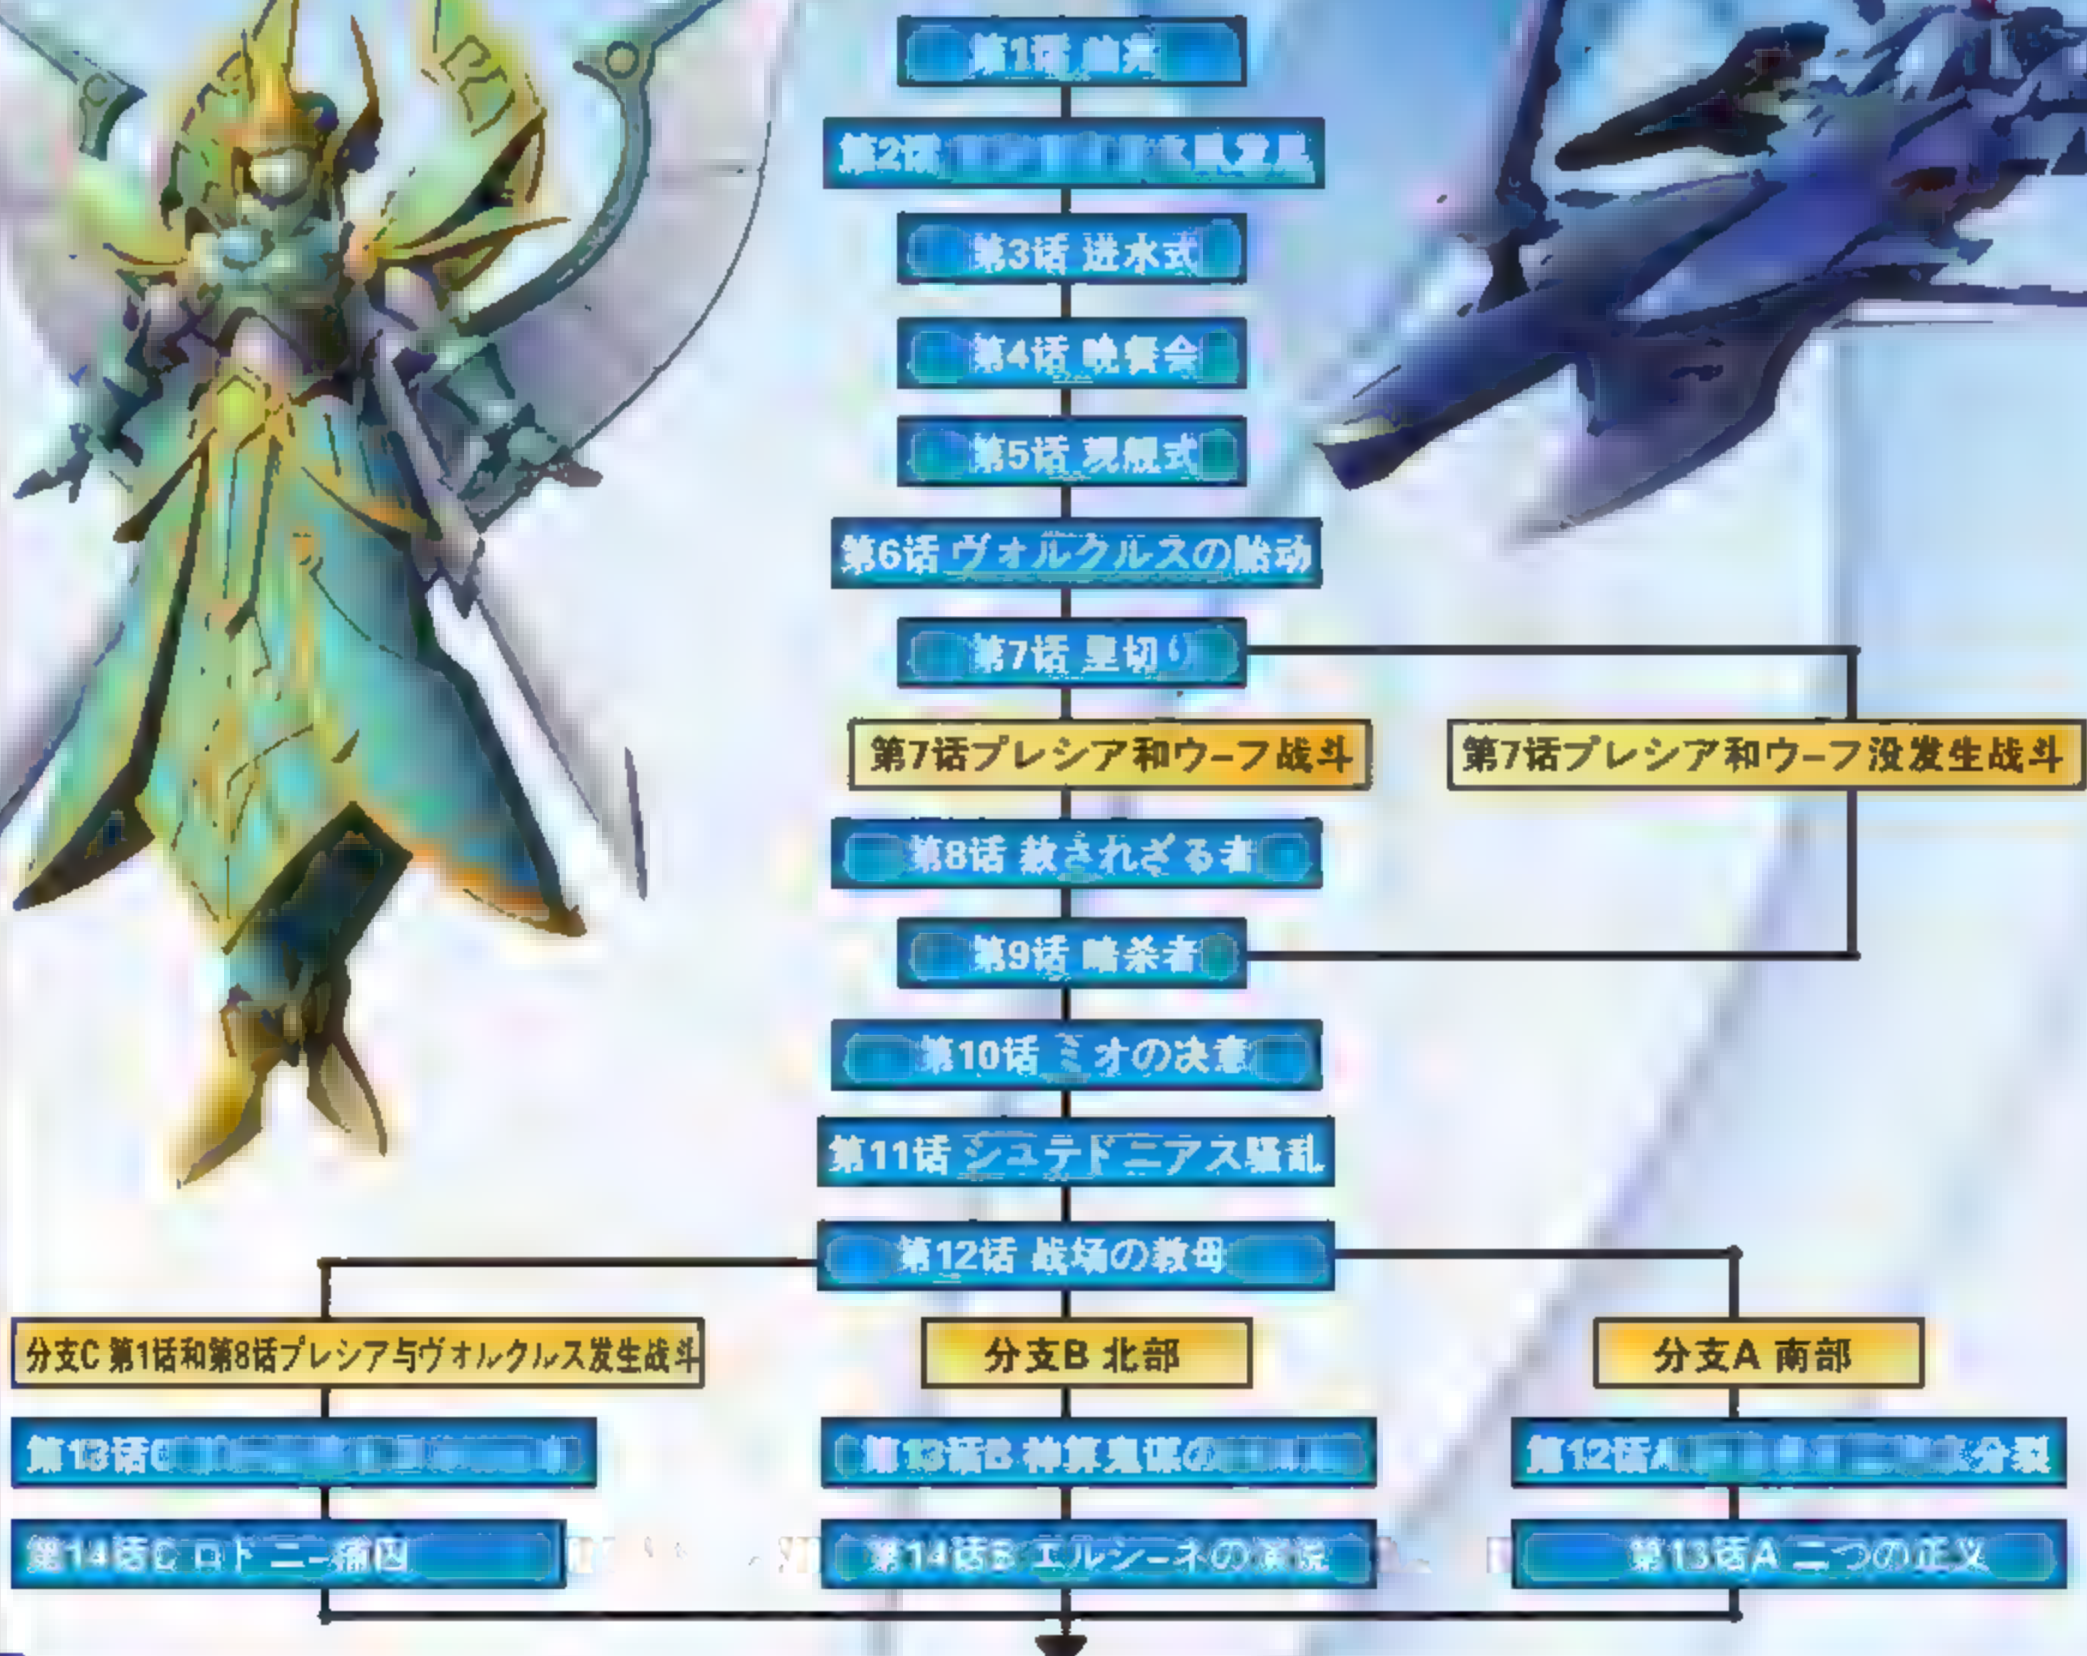 第1话
第2话
第3话 进水式
第4话 晚餐会
第5话 观舰式
第6话 ヴォルクルスの胎动
第7话 里切り
第7话プレシア和ウーフ战斗
第7话プレシア和ウーフ没发生战斗
第8话 赦されざる者
第9话 暗杀者
第10话 ミオの决意
第11话 シュテドニアス骚乱
第12话 战场の教母
分支C 第1话和第8话プレシア与ヴォルクルス发生战斗
分支B 北部
分支A 南部
第13话C
第13话B 神算鬼谋の
第12话A 分裂
第14话C ロドニー痛
第14话B エルシーネの演说
第13话A 二つの正义